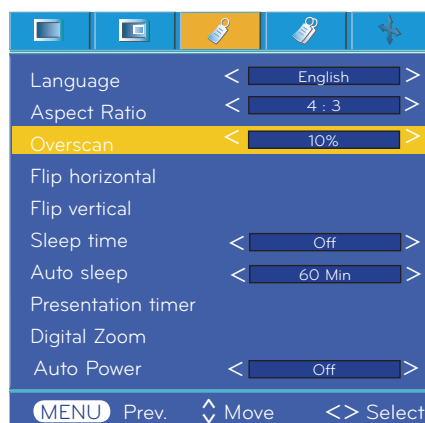 Language < English >
Aspect Ratio < 4 : 3 >
Overscan < 10% >
Flip horizontal
Flip vertical
Sleep time < Off >
Auto sleep < 60 Min >
Presentation timer
Digital Zoom
Auto Power < Off >
MENU Prev. Move <> Select